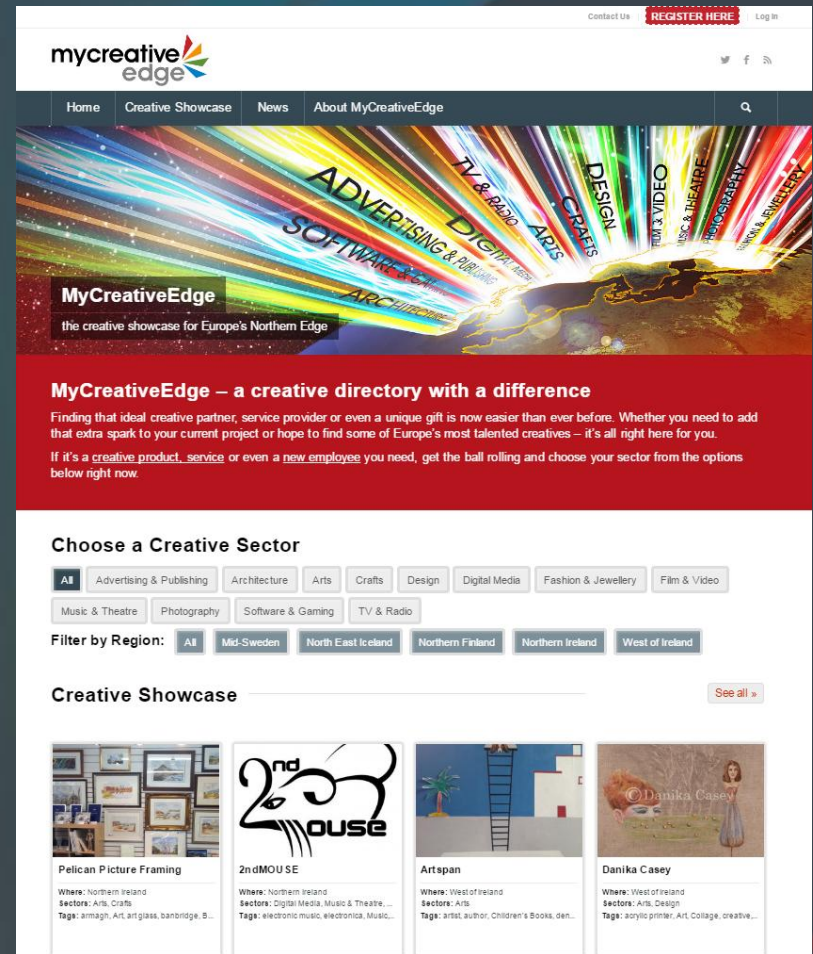 Contact Us
REGISTER HERE
Log In
mycreative
edge
Home
Creative Showcase
News
About MyCreativeEdge
ADVERTISING & PUBLISHING
TV & RADIO
DESIGN
FILM & VIDEO
MUSIC & THEATRE
PHOTOGRAPHY
FASHION & JEWELLERY
SOFTWARE & GAMING
DIGITAL MEDIA
ARTS
CRAFTS
ARCHITECTURE
MyCreativeEdge
the creative showcase for Europe's Northern Edge
MyCreativeEdge – a creative directory with a difference
Finding that ideal creative partner, service provider or even a unique gift is now easier than ever before. Whether you need to add
that extra spark to your current project or hope to find some of Europe's most talented creatives – it's all right here for you.
If it's a creative product, service or even a new employee you need, get the ball rolling and choose your sector from the options
below right now.
Choose a Creative Sector
All Advertising & Publishing Architecture Arts Crafts Design Digital Media Fashion & Jewellery Film & Video
Music & Theatre Photography Software & Gaming TV & Radio
Filter by Region: All Mid-Sweden North East Iceland Northern Finland Northern Ireland West of Ireland
Creative Showcase
See all »
2nd
mouse
©Danika Casey
Pelican Picture Framing
Where: Northern Ireland
Sectors: Arts, Crafts
Tags: armagh, Art, art glass, banbridge, B...
2ndMOUSE
Where: Northern Ireland
Sectors: Digital Media, Music & Theatre, ...
Tags: electronic music, electronica, Music,...
Artspan
Where: West of Ireland
Sectors: Arts
Tags: artist, author, Children's Books, den...
Danika Casey
Where: West of Ireland
Sectors: Arts, Design
Tags: acrylic printer, Art, Collage, creative,...